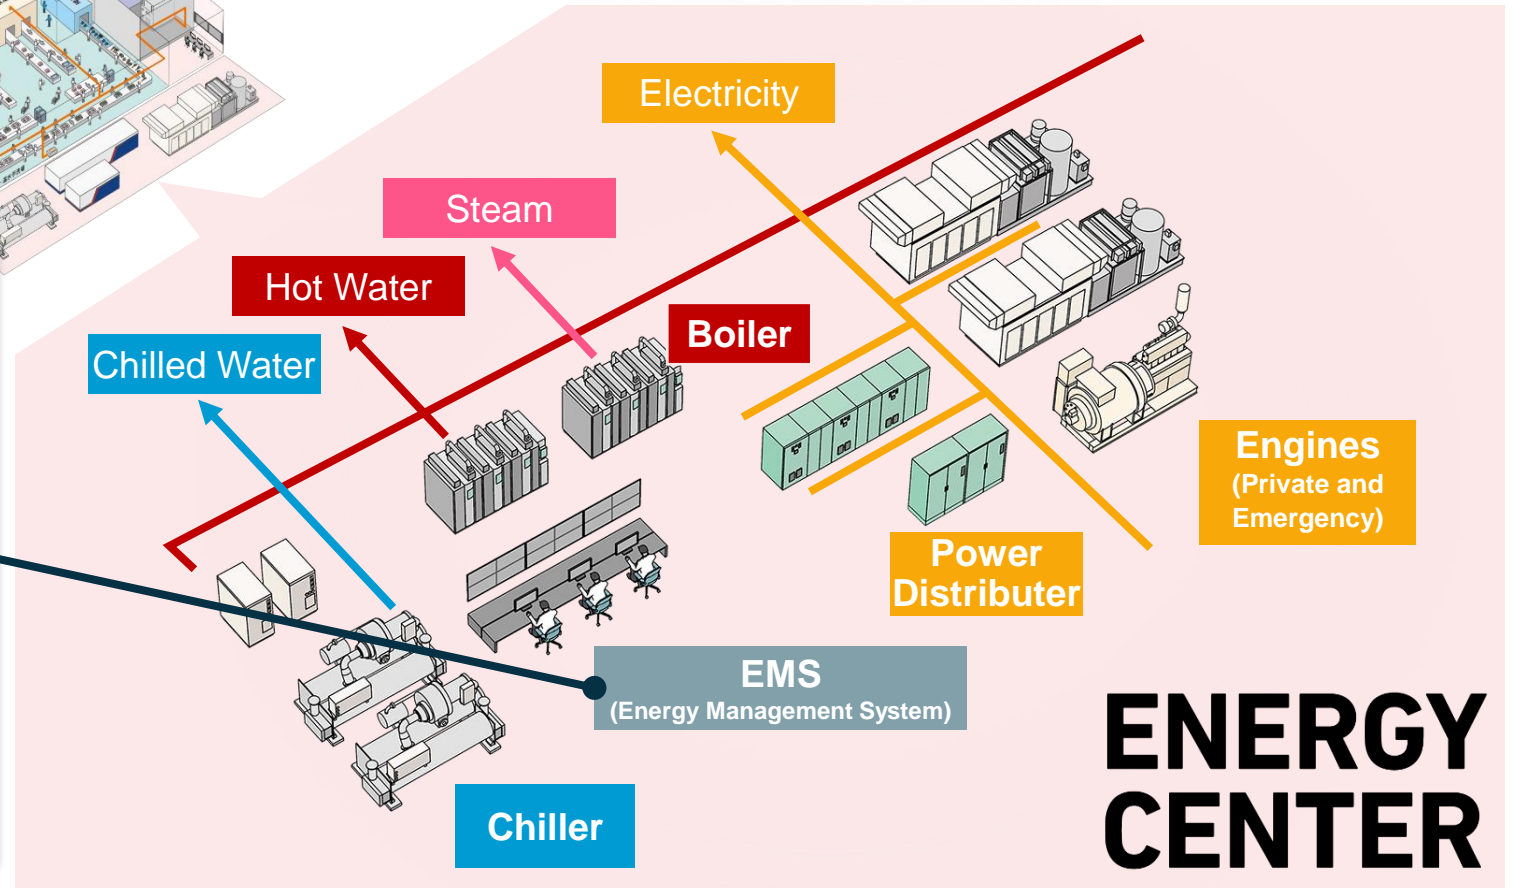 Electricity
Steam
Hot Water
Boiler
Chilled Water
Engines
(Private and
Emergency)
Power
Distributer
EMS
(Energy Management System)
Chiller
ENERGY
CENTER